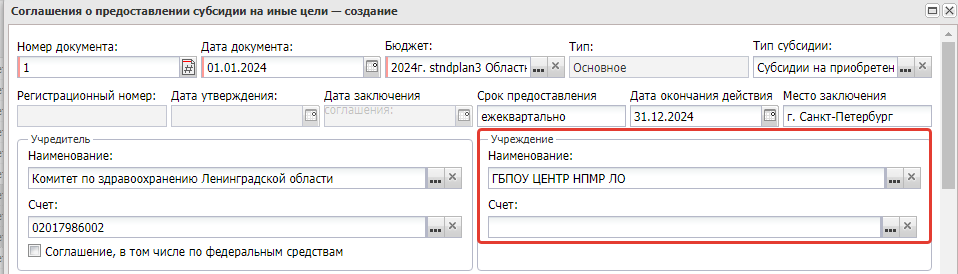 Соглашения о предоставлении субсидии на иные цели — создание
Номер документа: Дата документа: Бюджет: Тип: Тип субсидии:
1 01.01.2024 2024г. stndplan3 Област ... Основное Субсидии на приобретен ...
Регистрационный номер: Дата утверждения: Дата заключения соглашения: Срок предоставления Дата окончания действия Место заключения
ежеквартально 31.12.2024 г. Санкт-Петербург
Учредитель Учреждение
Наименование: Наименование:
Комитет по здравоохранению Ленинградской области ... ГБПОУ ЦЕНТР НПМР ЛО ...
Счет: Счет:
02017986002 ... ...
Соглашение, в том числе по федеральным средствам